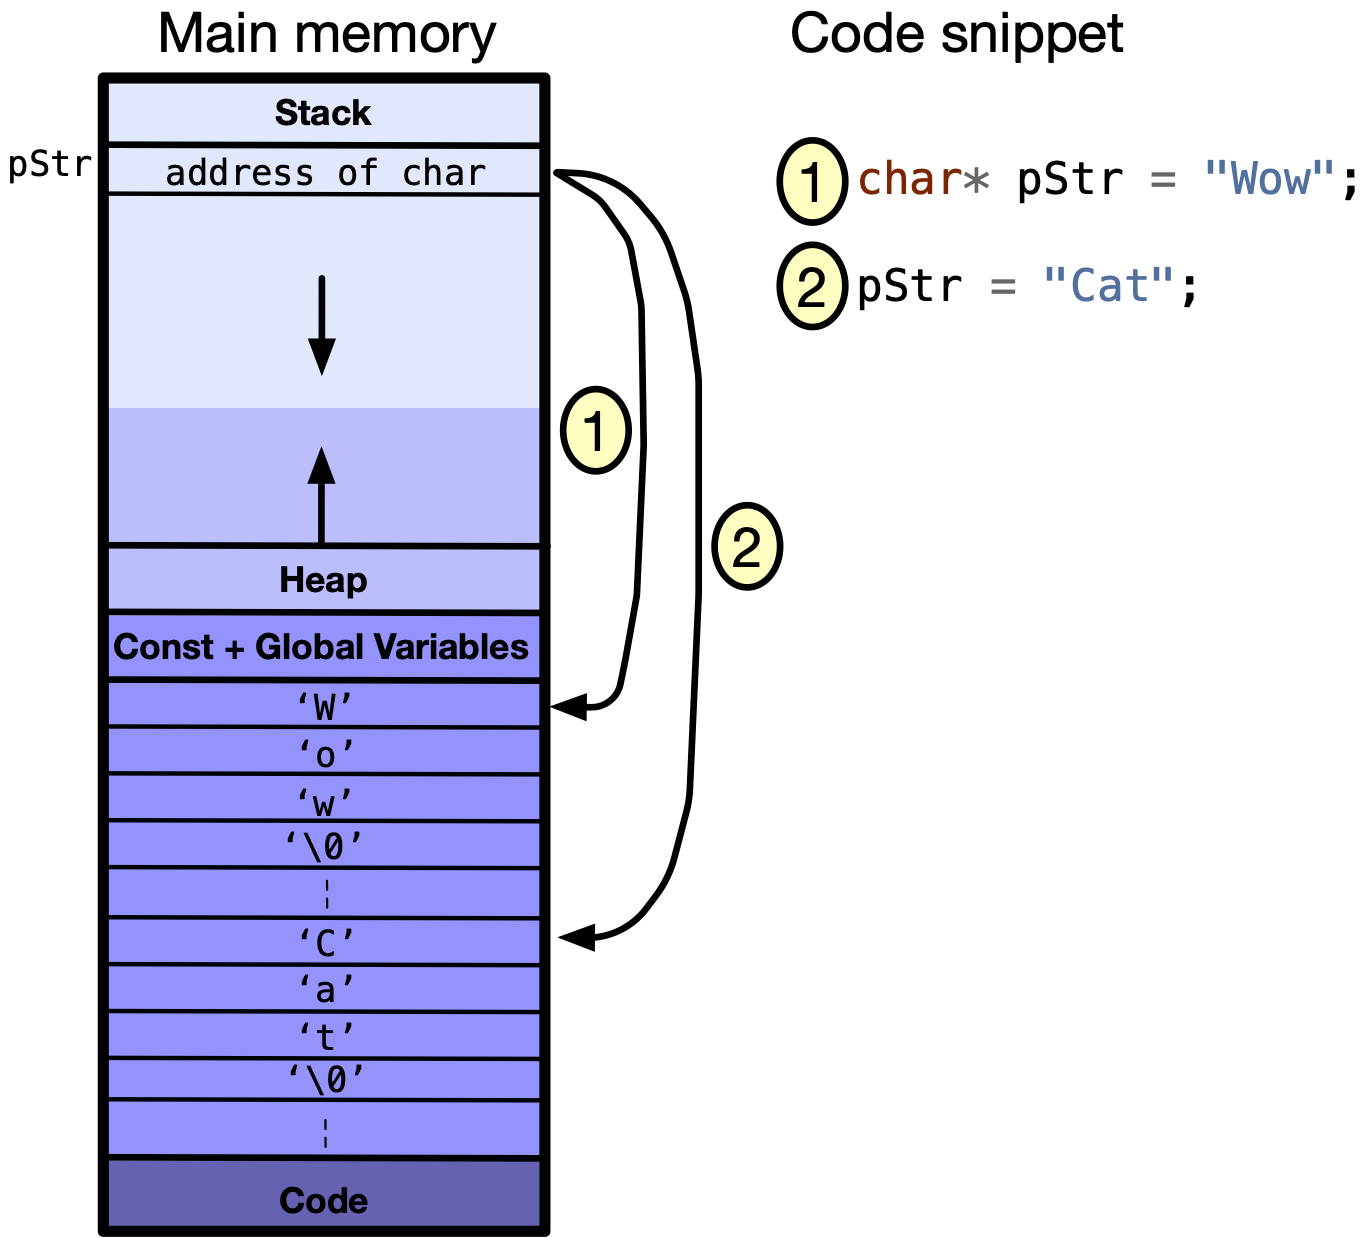 Main memory
Code snippet
Stack
pStr
address of char
1
char* pStr = "Wow";
2
pStr = "Cat";
1
2
Heap
Const + Global Variables
‘W’
‘o’
‘w’
‘\0’
‘C’
‘a’
‘t’
‘\0’
Code